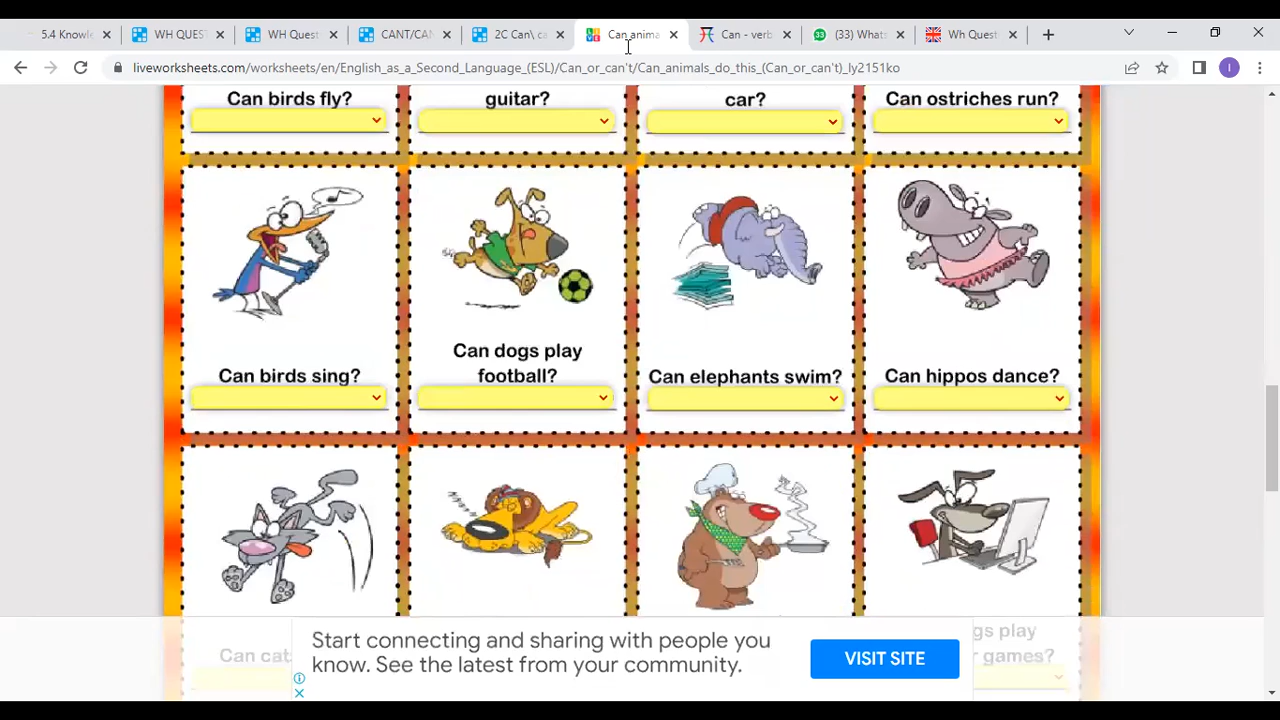 5.4 Knowle
WH QUEST
WH Quest
CANT/CAN
2C Can\ ca
Can anima
Can - verb
(33) Whats
Wh Quest
liveworksheets.com/worksheets/en/English_as_a_Second_Language_(ESL)/Can_or_can't/Can_animals_do_this_(Can_or_can't)_ly2151ko
I
Can birds fly?
guitar?
car?
Can ostriches run?
Can birds sing?
Can dogs play
football?
Can elephants swim?
Can hippos dance?
Can cats
gs play
r games?
Start connecting and sharing with people you
know. See the latest from your community.
VISIT SITE